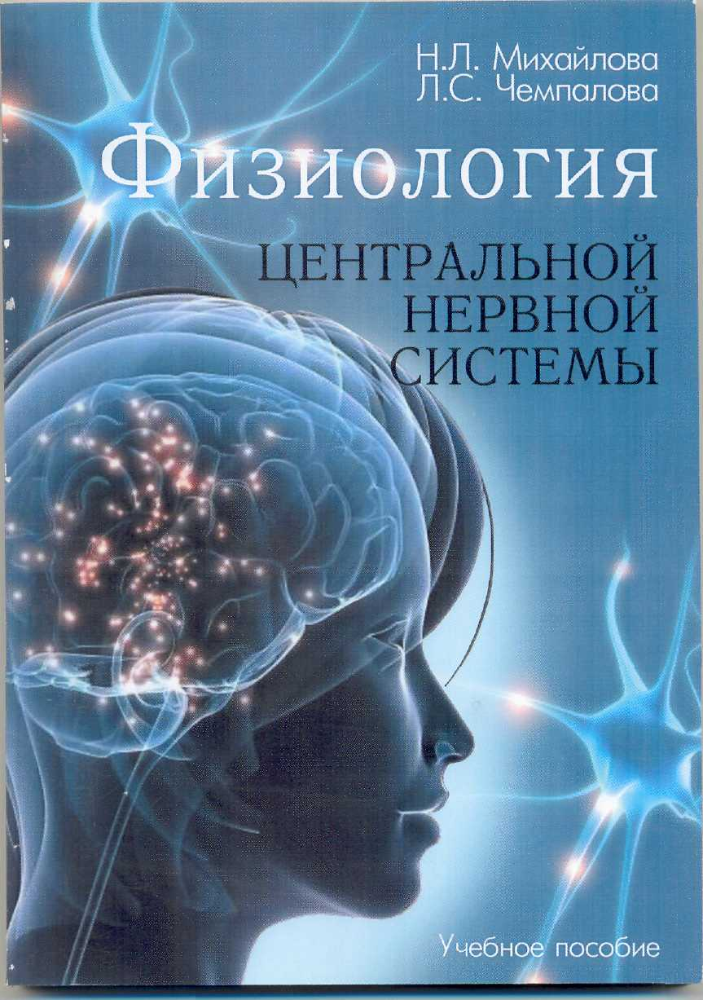 Н.Л. Михайлова
Л.С. Чемпалова
Физиология
ЦЕНТРАЛЬНОЙ
НЕРВНОЙ
СИСТЕМЫ
Учебное пособие